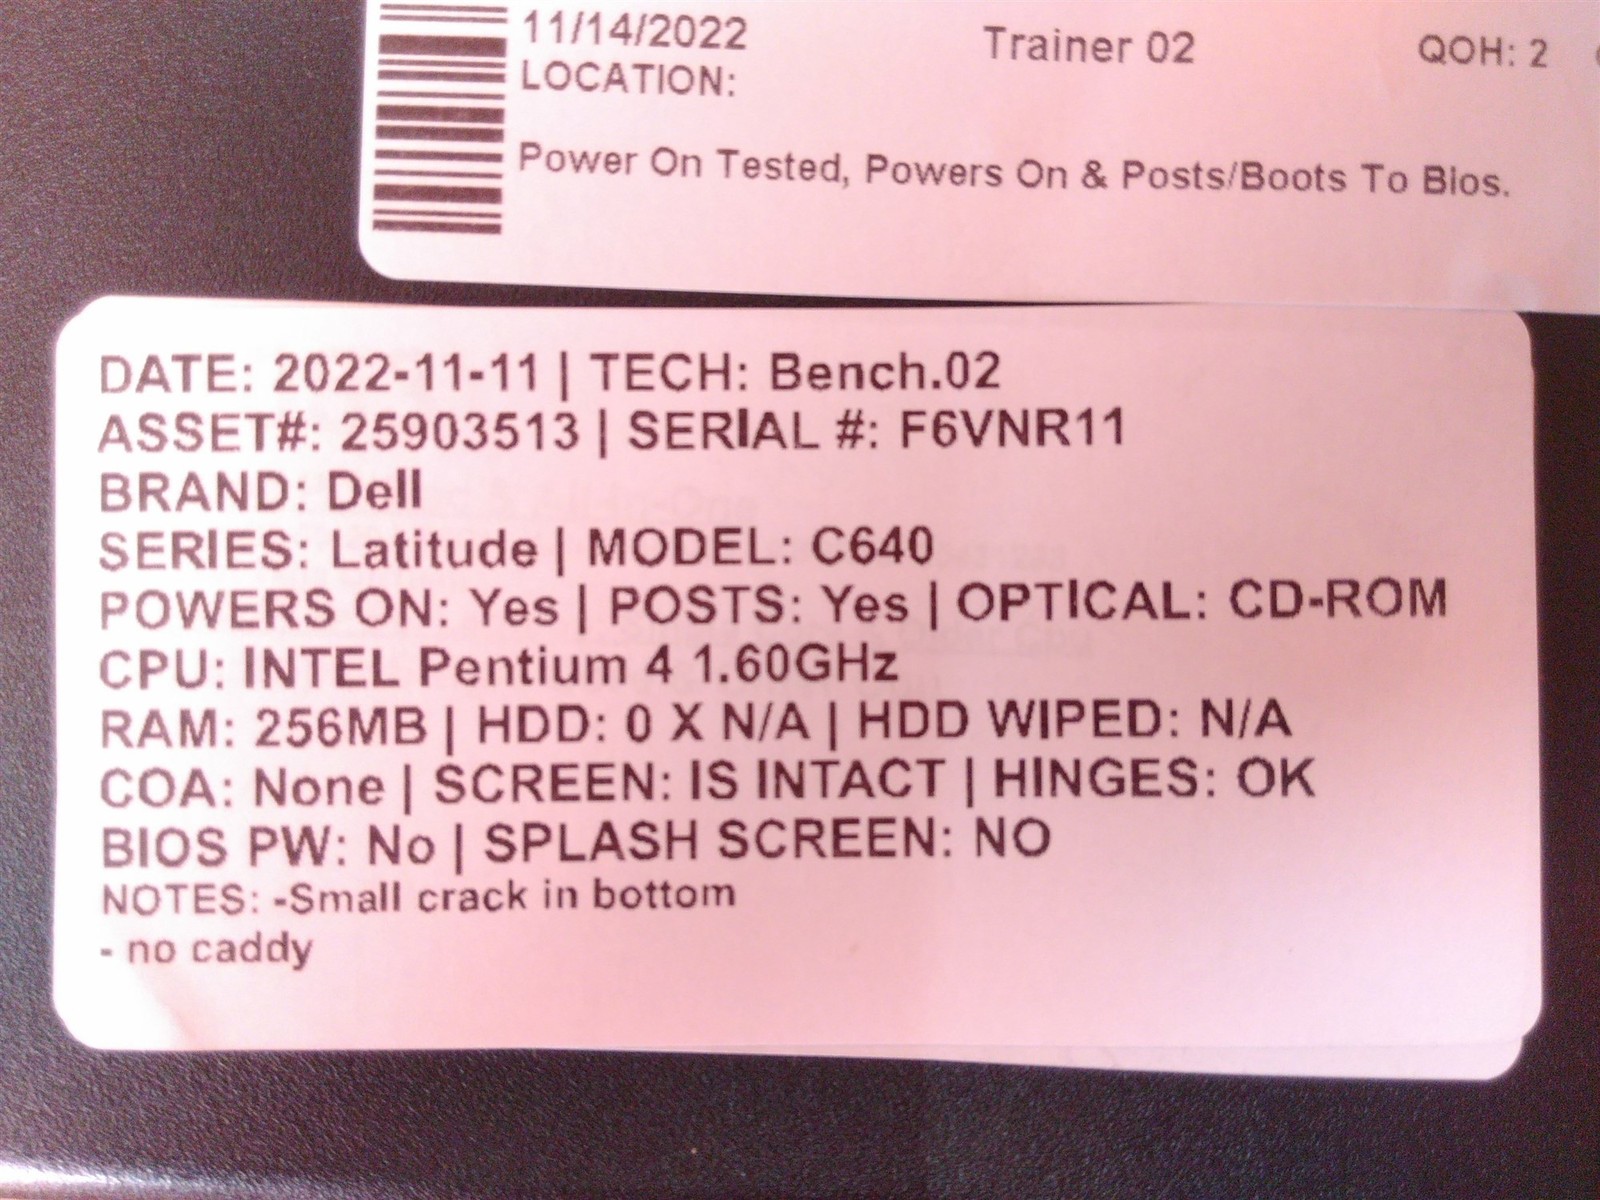 11/14/2022 Trainer 02 QOH: 2
LOCATION:
Power On Tested, Powers On & Posts/Boots To Bios.
DATE: 2022-11-11 | TECH: Bench.02
ASSET#: 25903513 | SERIAL #: F6VNR11
BRAND: Dell
SERIES: Latitude | MODEL: C640
POWERS ON: Yes | POSTS: Yes | OPTICAL: CD-ROM
CPU: INTEL Pentium 4 1.60GHz
RAM: 256MB | HDD: 0 X N/A | HDD WIPED: N/A
COA: None | SCREEN: IS INTACT | HINGES: OK
BIOS PW: No | SPLASH SCREEN: NO
NOTES: -Small crack in bottom
- no caddy